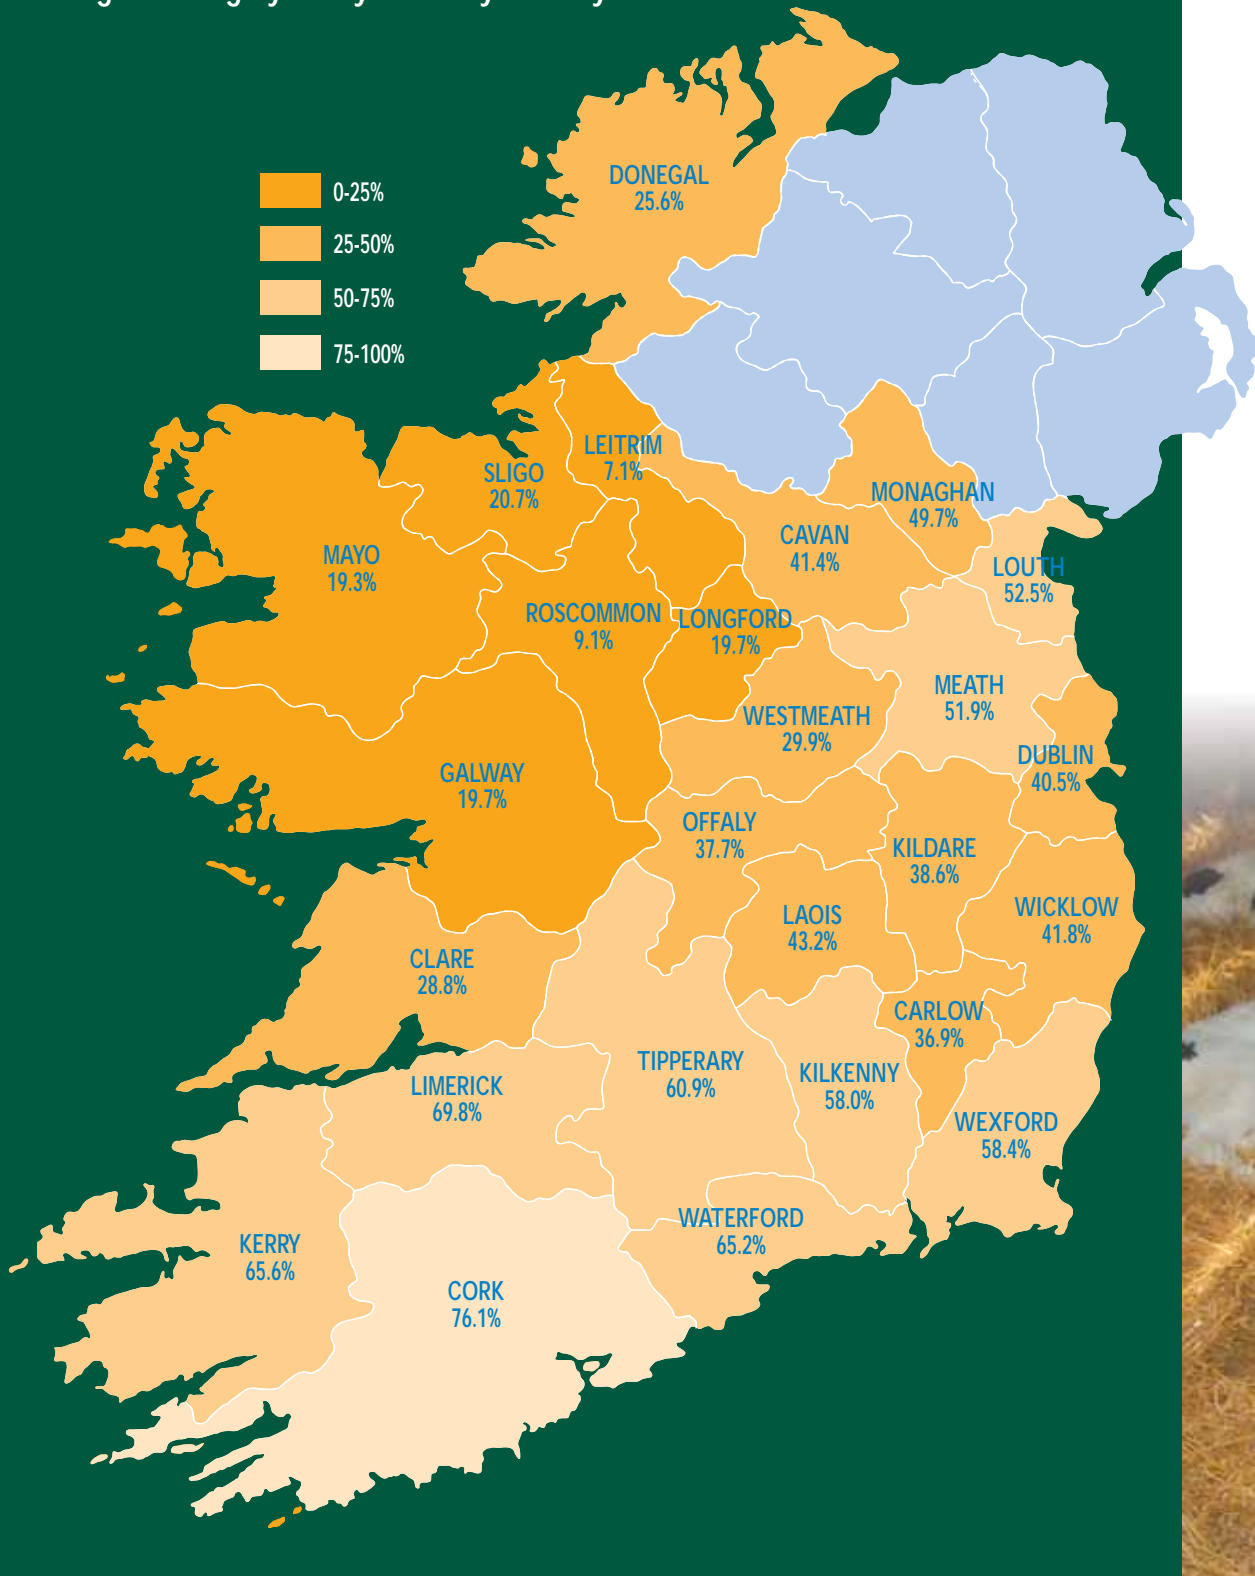 0-25%
25-50%
50-75%
75-100%
DONEGAL
25.6%
LEITRIM
7.1%
SLIGO
20.7%
MONAGHAN
49.7%
CAVAN
41.4%
MAYO
19.3%
LOUTH
52.5%
ROSCOMMON
9.1%
LONGFORD
19.7%
MEATH
51.9%
WESTMEATH
29.9%
DUBLIN
40.5%
GALWAY
19.7%
OFFALY
37.7%
KILDARE
38.6%
LAOIS
43.2%
WICKLOW
41.8%
CLARE
28.8%
CARLOW
36.9%
TIPPERARY
60.9%
KILKENNY
58.0%
LIMERICK
69.8%
WEXFORD
58.4%
WATERFORD
65.2%
KERRY
65.6%
CORK
76.1%